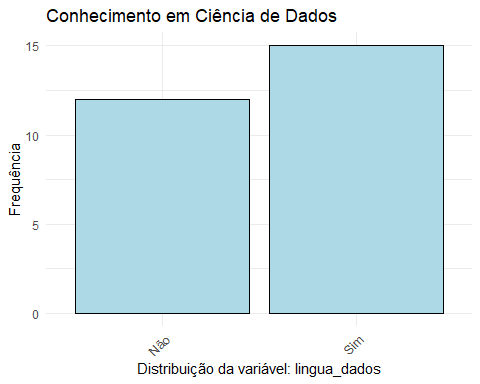 Conhecimento em Ciência de Dados
Frequência
15
10
5
0
Não
Sim
Distribuição da variável: lingua_dados